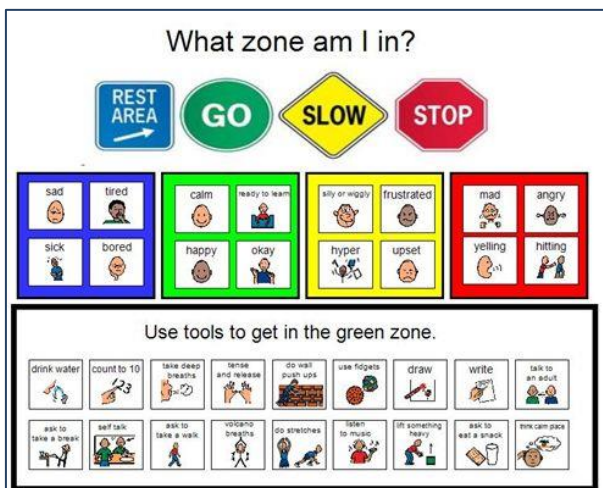 What zone am I in?
REST
AREA
GO
SLOW
STOP
sad
tired
sick
bored
calm
ready to learn
happy
okay
silly or wiggly
frustrated
hyper
upset
mad
angry
yelling
hitting
Use tools to get in the green zone.
drink water
count to 10
123
take deep
breaths
tense
and release
do wall
push ups
use fidgets
draw
write
talk to
an adult
ask to
take a break
self talk
ask to
take a walk
volcano
breaths
do stretches
listen
to music
lift something
heavy
ask to
eat a snack
think calm place